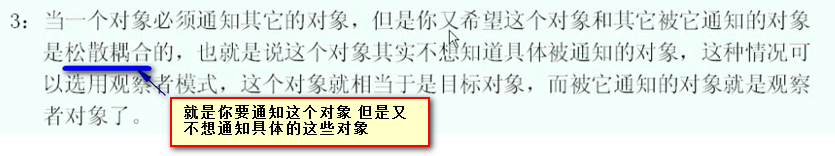 3：当一个对象必须通知其它的对象，但是你又希望这个对象和其它被它通知的对象
是松散耦合的，也就是说这个对象其实不想知道具体被通知的对象，这种情况可
以选用观察者模式，这个对象就相当于是目标对象，而被它通知的对象就是观察
者对象了。
就是你要通知这个对象 但是又
不想通知具体的这些对象